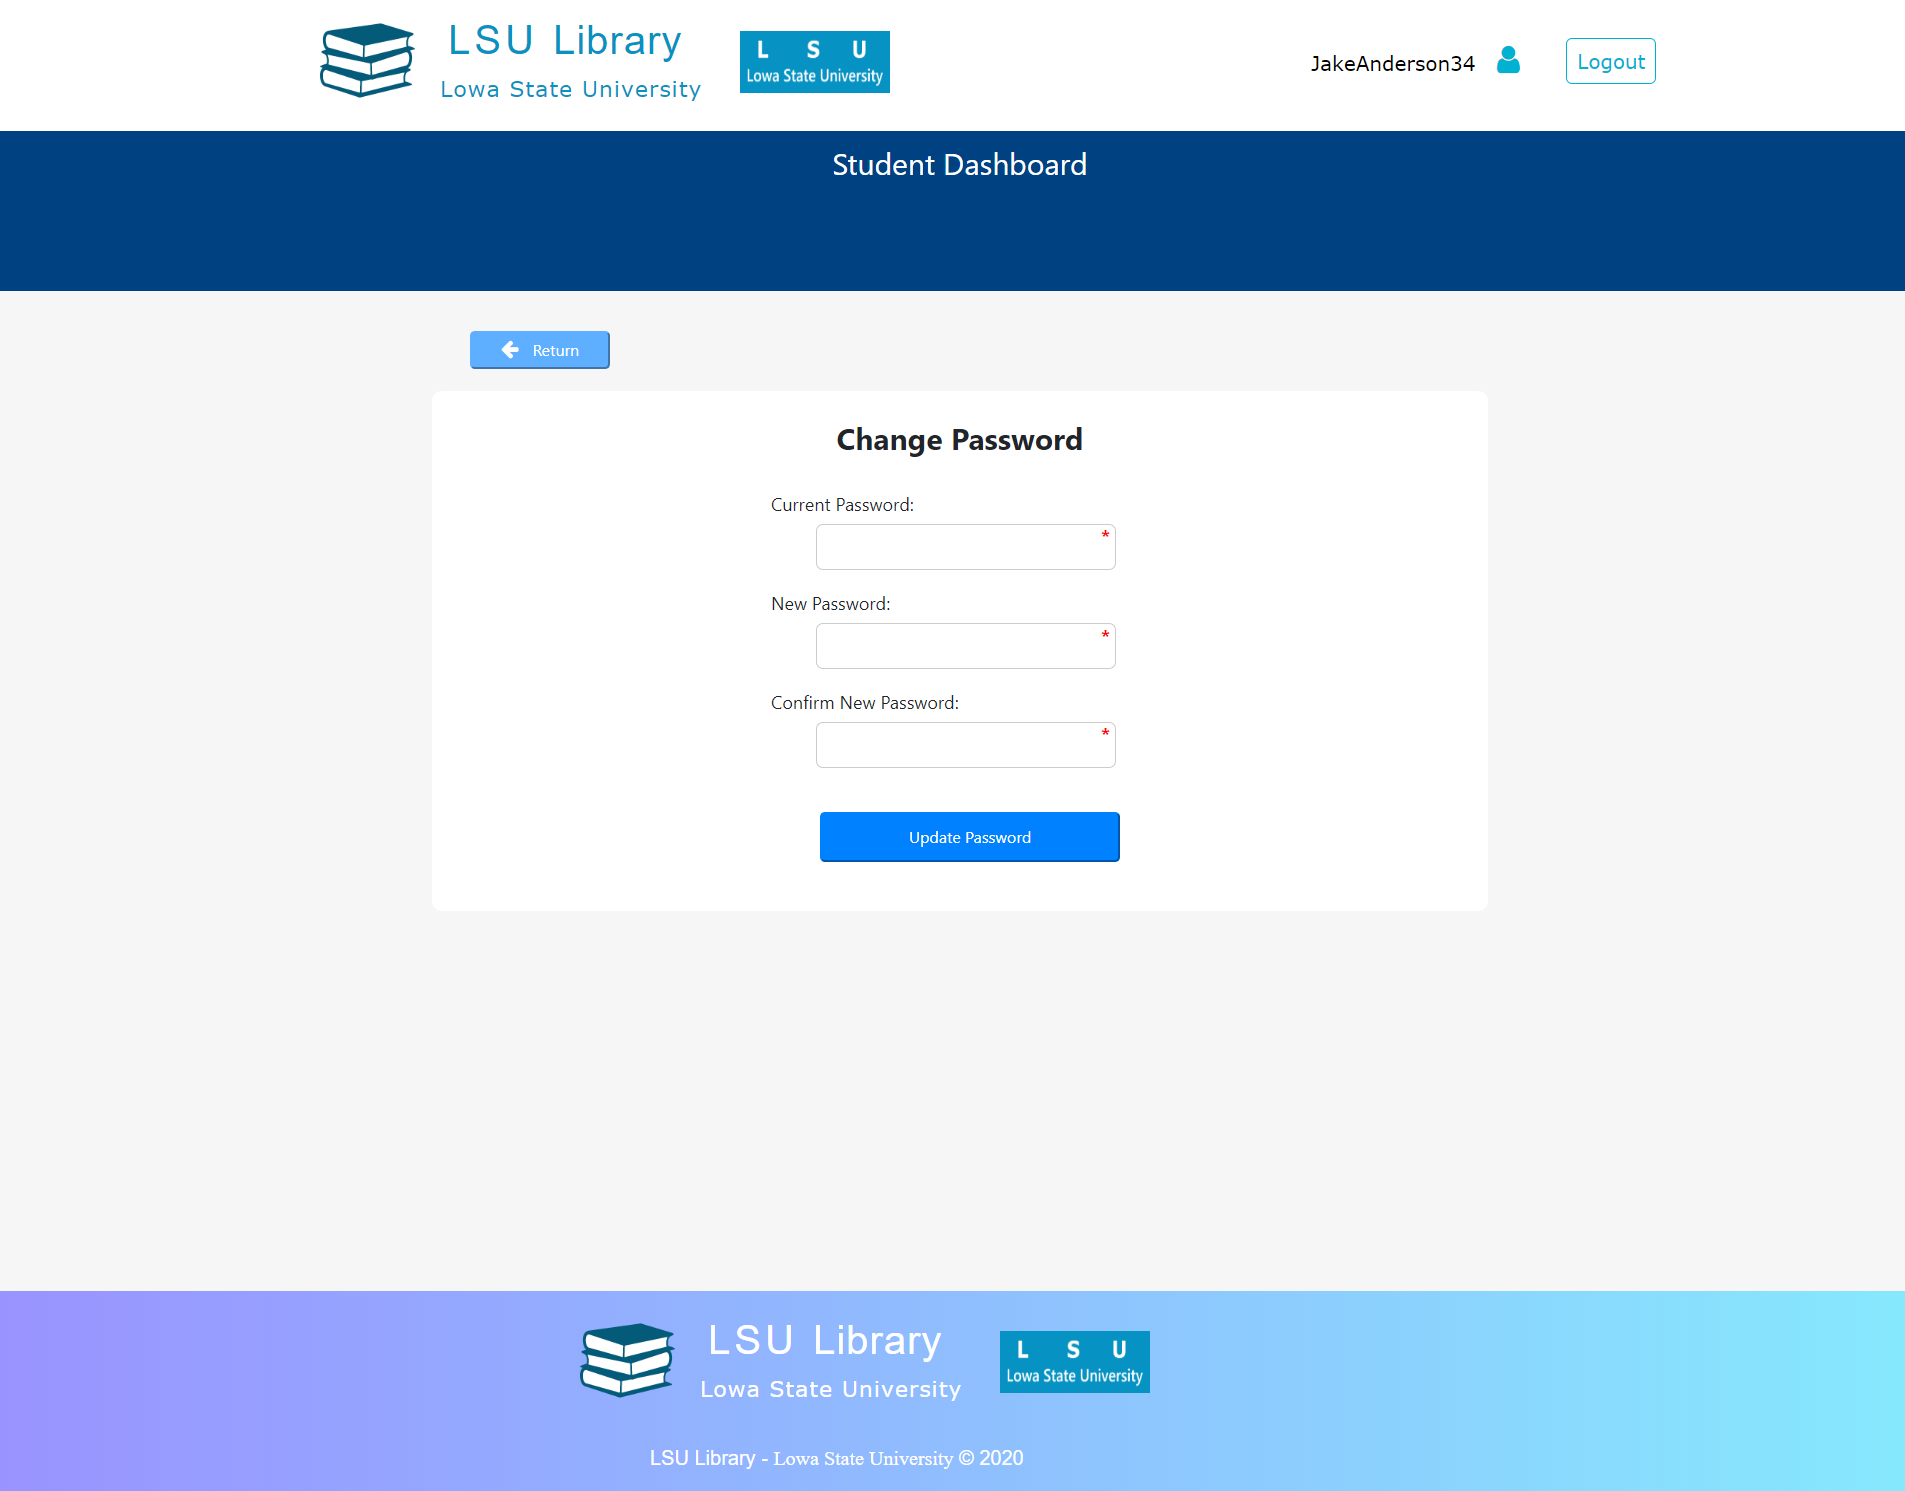 LSU Library
Lowa State University
L S U
Lowa State University
JakeAnderson34
Logout
Student Dashboard
Return
Change Password
Current Password:
*
New Password:
*
Confirm New Password:
*
Update Password
LSU Library
Lowa State University
L S U
Lowa State University
LSU Library - Lowa State University © 2020